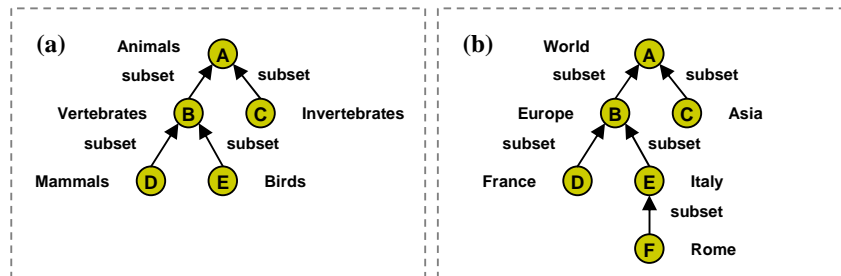 (a)
Animals
A
subset
subset
Vertebrates
B
C
Invertebrates
subset
subset
Mammals
D
E
Birds
(b)
World
A
subset
subset
Europe
B
C
Asia
subset
subset
France
D
E
Italy
subset
F
Rome